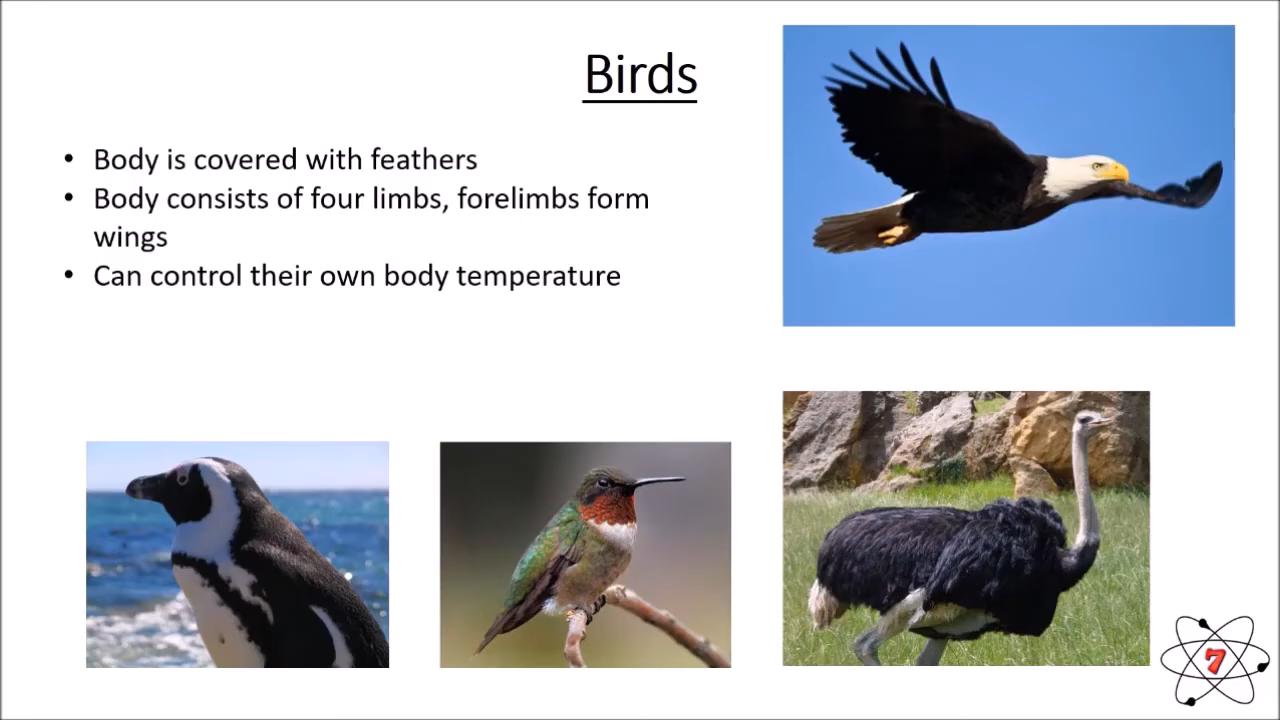 Birds
• Body is covered with feathers
• Body consists of four limbs, forelimbs form
wings
• Can control their own body temperature
7